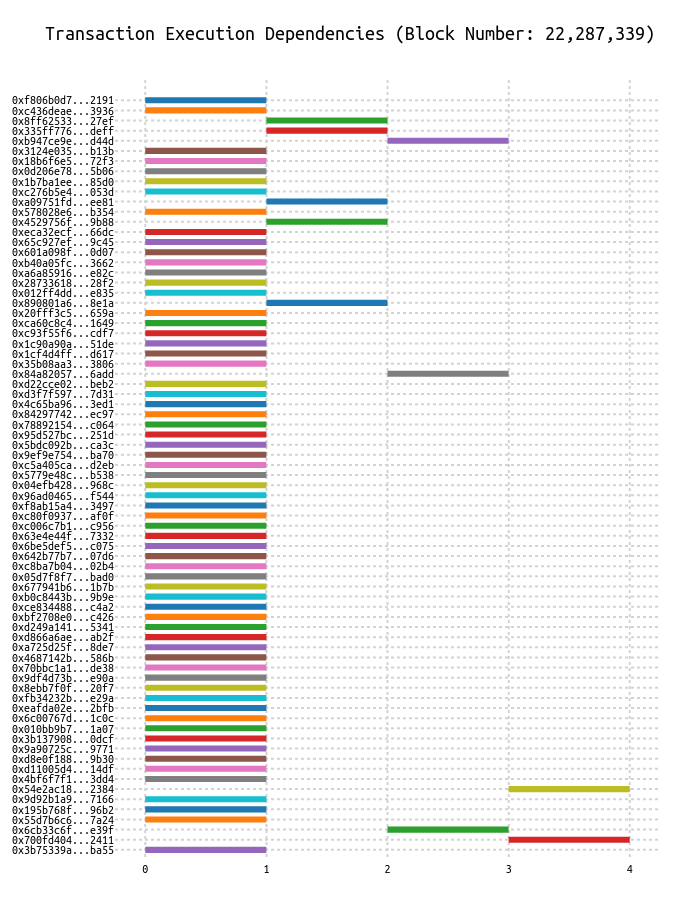 Transaction Execution Dependencies (Block Number: 22,287,339)
0xf806b0d7...2191
0xc436deae...3936
0x8ff62533...27ef
0x335ff776...deff
0xb947ce9e...d44d
0x3124e035...b13b
0x18b6f6e5...72f3
0x0d206e78...5b06
0x1b7ba1ee...85d0
0xc276b5e4...053d
0xa09751fd...ee81
0x578028e6...b354
0x4529756f...9b88
0xeca32ecf...66dc
0x65c927ef...9c45
0x601a098f...0d07
0xb40a05fc...3662
0xa6a85916...e82c
0x28733618...28f2
0x012ff4dd...e835
0x890801a6...8e1a
0x20fff3c5...659a
0xca60c8c4...1649
0xc93f55f6...cdf7
0x1c90a90a...51de
0x1cf4d4ff...d617
0x35b08aa3...3806
0x84a82057...6add
0xd22cce02...beb2
0xd3f7f597...7d31
0x4c65ba96...3ed1
0x84297742...ec97
0x78892154...c064
0x95d527bc...251d
0x5bdc092b...ca3c
0x9ef9e754...ba70
0xc5a405ca...d2eb
0x5779e48c...b538
0x04efb428...968c
0x96ad0465...f544
0xf8ab15a4...3497
0xc80f0937...af0f
0xc006c7b1...c956
0x63e4e44f...7332
0x6be5def5...c075
0x642b77b7...07d6
0xc8ba7b04...02b4
0x05d7f8f7...bad0
0x677941b6...1b7b
0xb0c8443b...9b9e
0xce834488...c4a2
0xbf2708e0...c426
0xd249a141...5341
0xd866a6ae...ab2f
0xa725d25f...8de7
0x4687142b...586b
0x70bbc1a1...de38
0x9df4d73b...e90a
0x8ebb7f0f...20f7
0xfb34232b...e29a
0xeafda02e...2bfb
0x6c00767d...1c0c
0x010bb9b7...1a07
0x3b137908...0dcf
0x9a90725c...9771
0xd8e0f188...9b30
0xd11005d4...14df
0x4bf6f7f1...3dd4
0x54e2ac18...2384
0x9d92b1a9...7166
0x195b768f...96b2
0x55d7b6c6...7a24
0x6cb33c6f...e39f
0x700fd404...2411
0x3b75339a...ba55
0 1 2 3 4